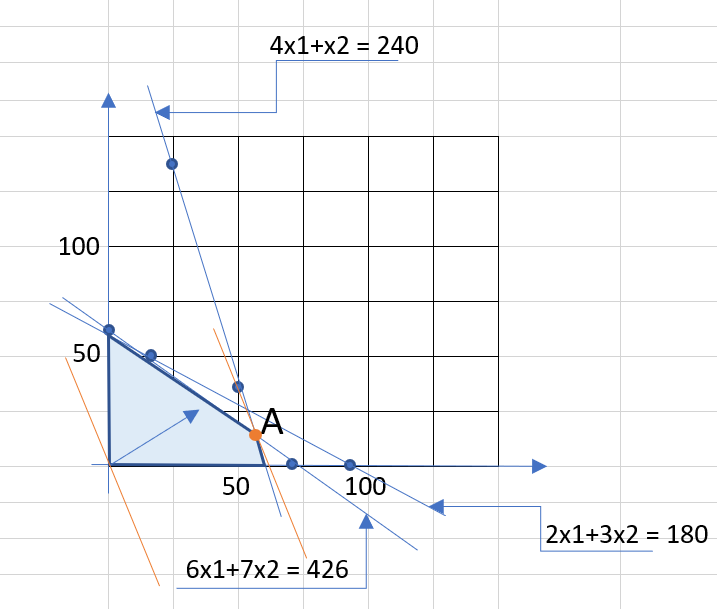 4x1+x2 = 240
100
50
A
50
100
2x1+3x2 = 180
6x1+7x2 = 426